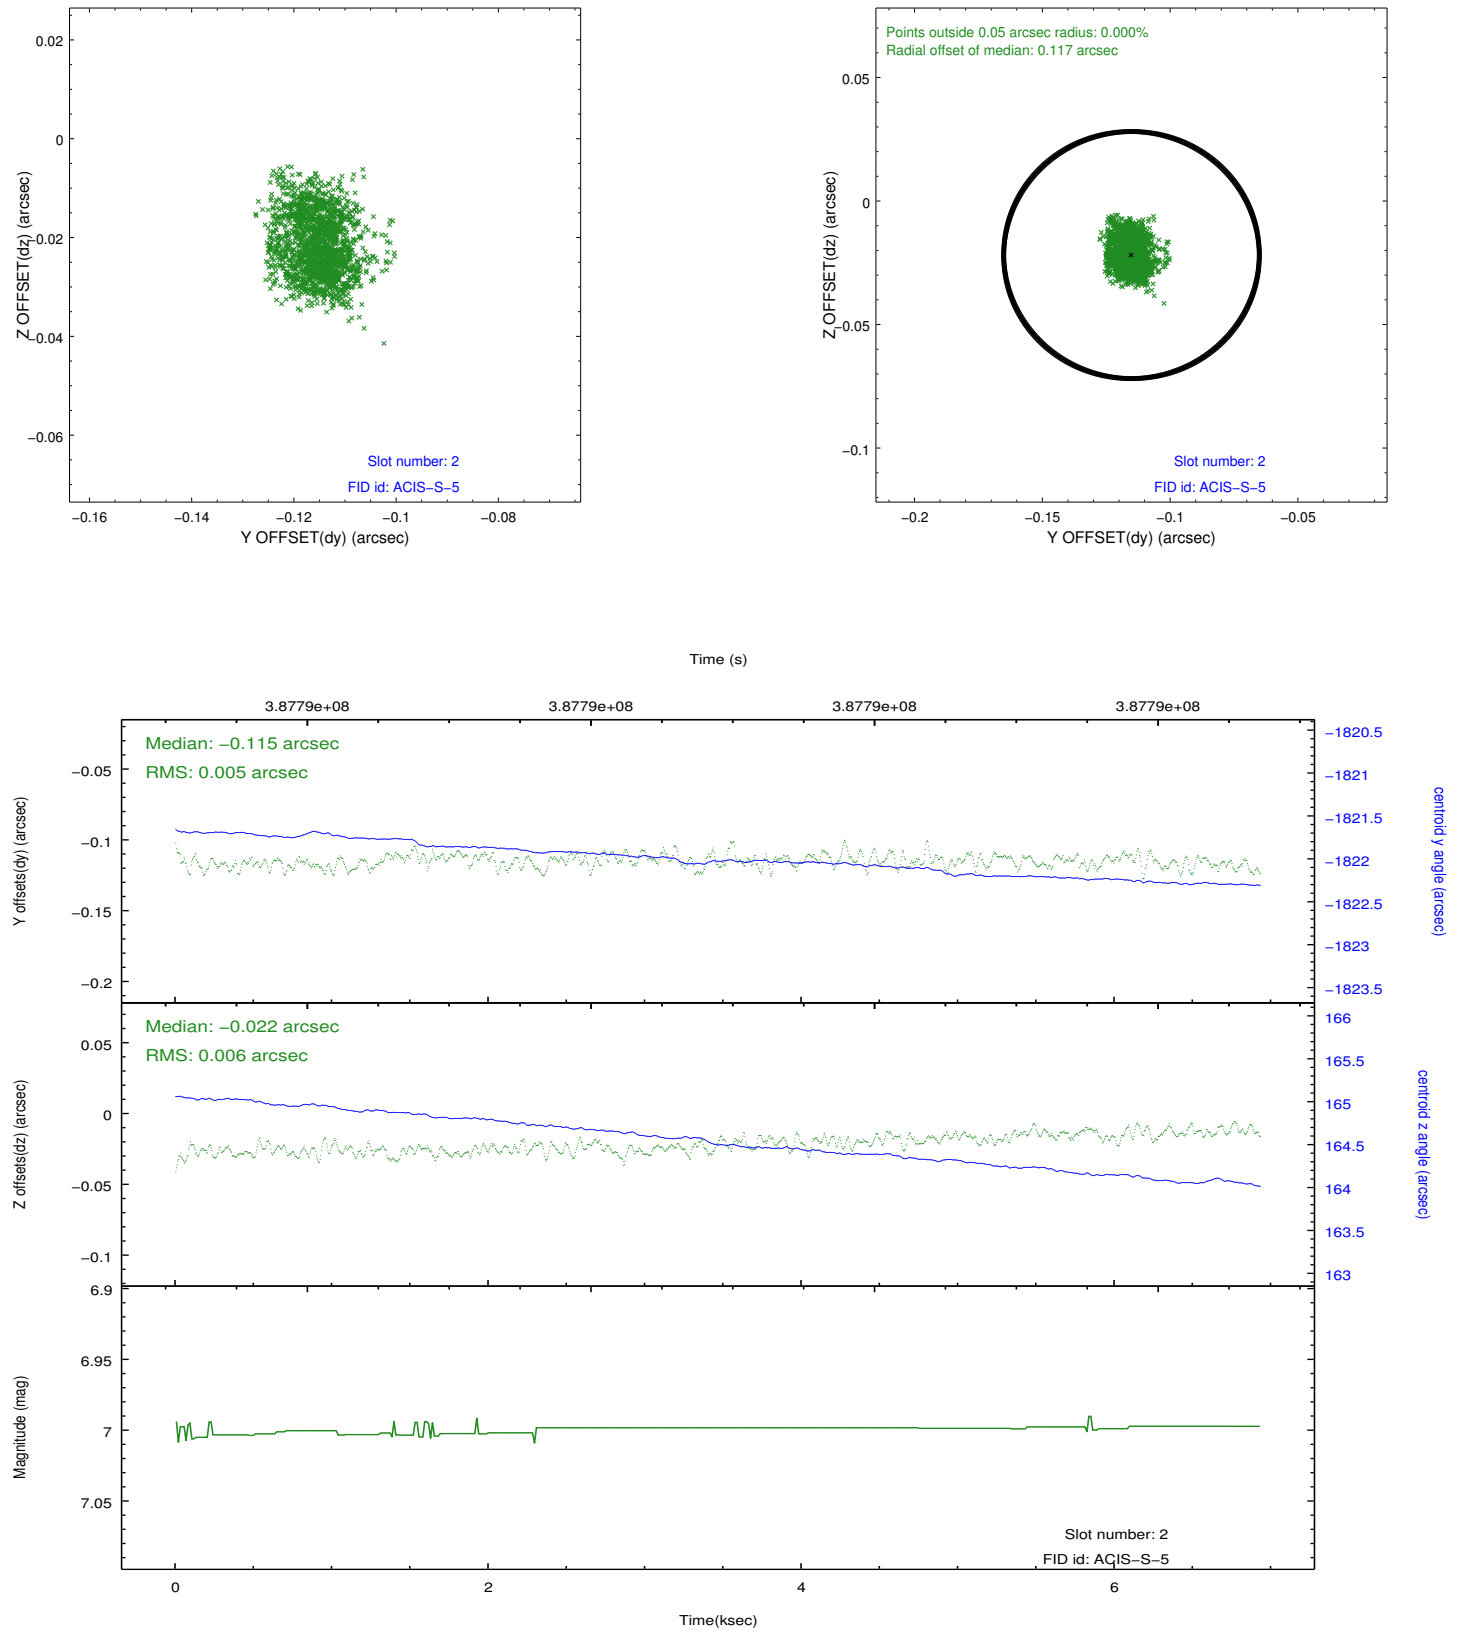 0.02
0
−0.02
−0.04
−0.06
Z OFFSET(dz) (arcsec)
Slot number: 2
FID id: ACIS−S−5
−0.16 −0.14 −0.12 −0.1 −0.08
Y OFFSET(dy) (arcsec)
Points outside 0.05 arcsec radius: 0.000%
Radial offset of median: 0.117 arcsec
0.05
0
−0.05
−0.1
Z OFFSET(dz) (arcsec)
Slot number: 2
FID id: ACIS−S−5
−0.2 −0.15 −0.1 −0.05
Y OFFSET(dy) (arcsec)
Time (s)
3.8779e+08 3.8779e+08 3.8779e+08 3.8779e+08
Median: −0.115 arcsec
RMS: 0.005 arcsec
−0.05
−0.1
−0.15
−0.2
Y offsets(dy) (arcsec)
−1820.5
−1821
−1821.5
−1822
−1822.5
−1823
−1823.5
centroid y angle (arcsec)
Median: −0.022 arcsec
RMS: 0.006 arcsec
0.05
0
−0.05
−0.1
Z offsets(dz) (arcsec)
166
165.5
165
164.5
164
163.5
163
centroid z angle (arcsec)
6.9
6.95
7
7.05
Magnitude (mag)
Slot number: 2
FID id: ACIS−S−5
0 2 4 6
Time(ksec)